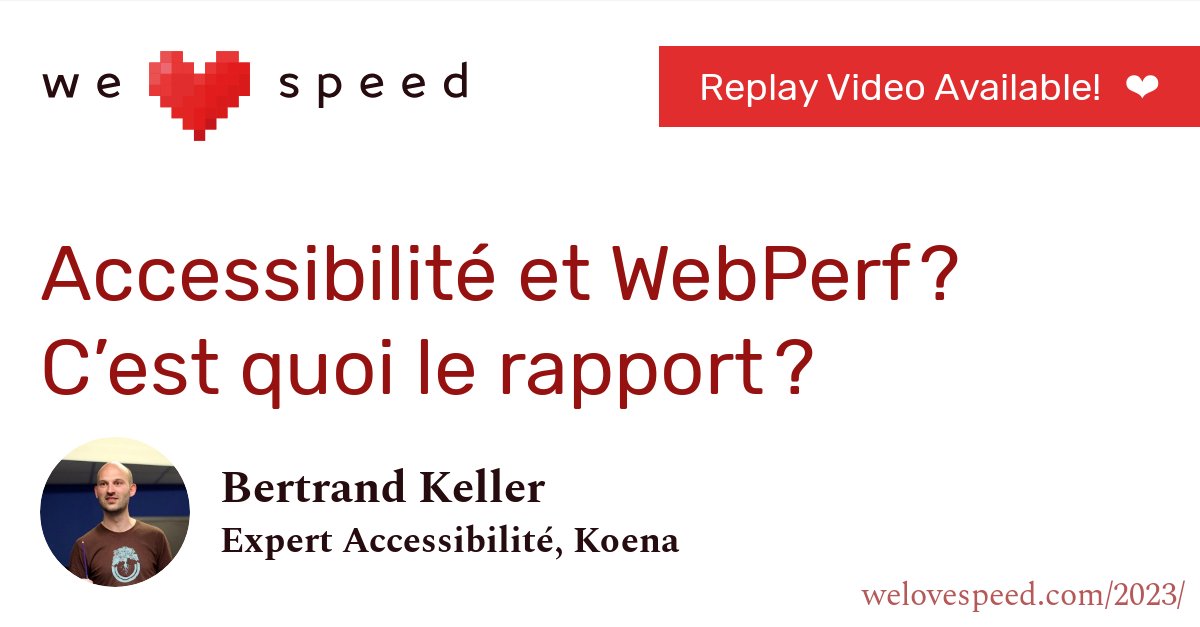 we ❤ speed
Replay Video Available! ❤
Accessibilité et WebPerf ?
C’est quoi le rapport ?
Bertrand Keller
Expert Accessibilité, Koena
welovespeed.com/2023/